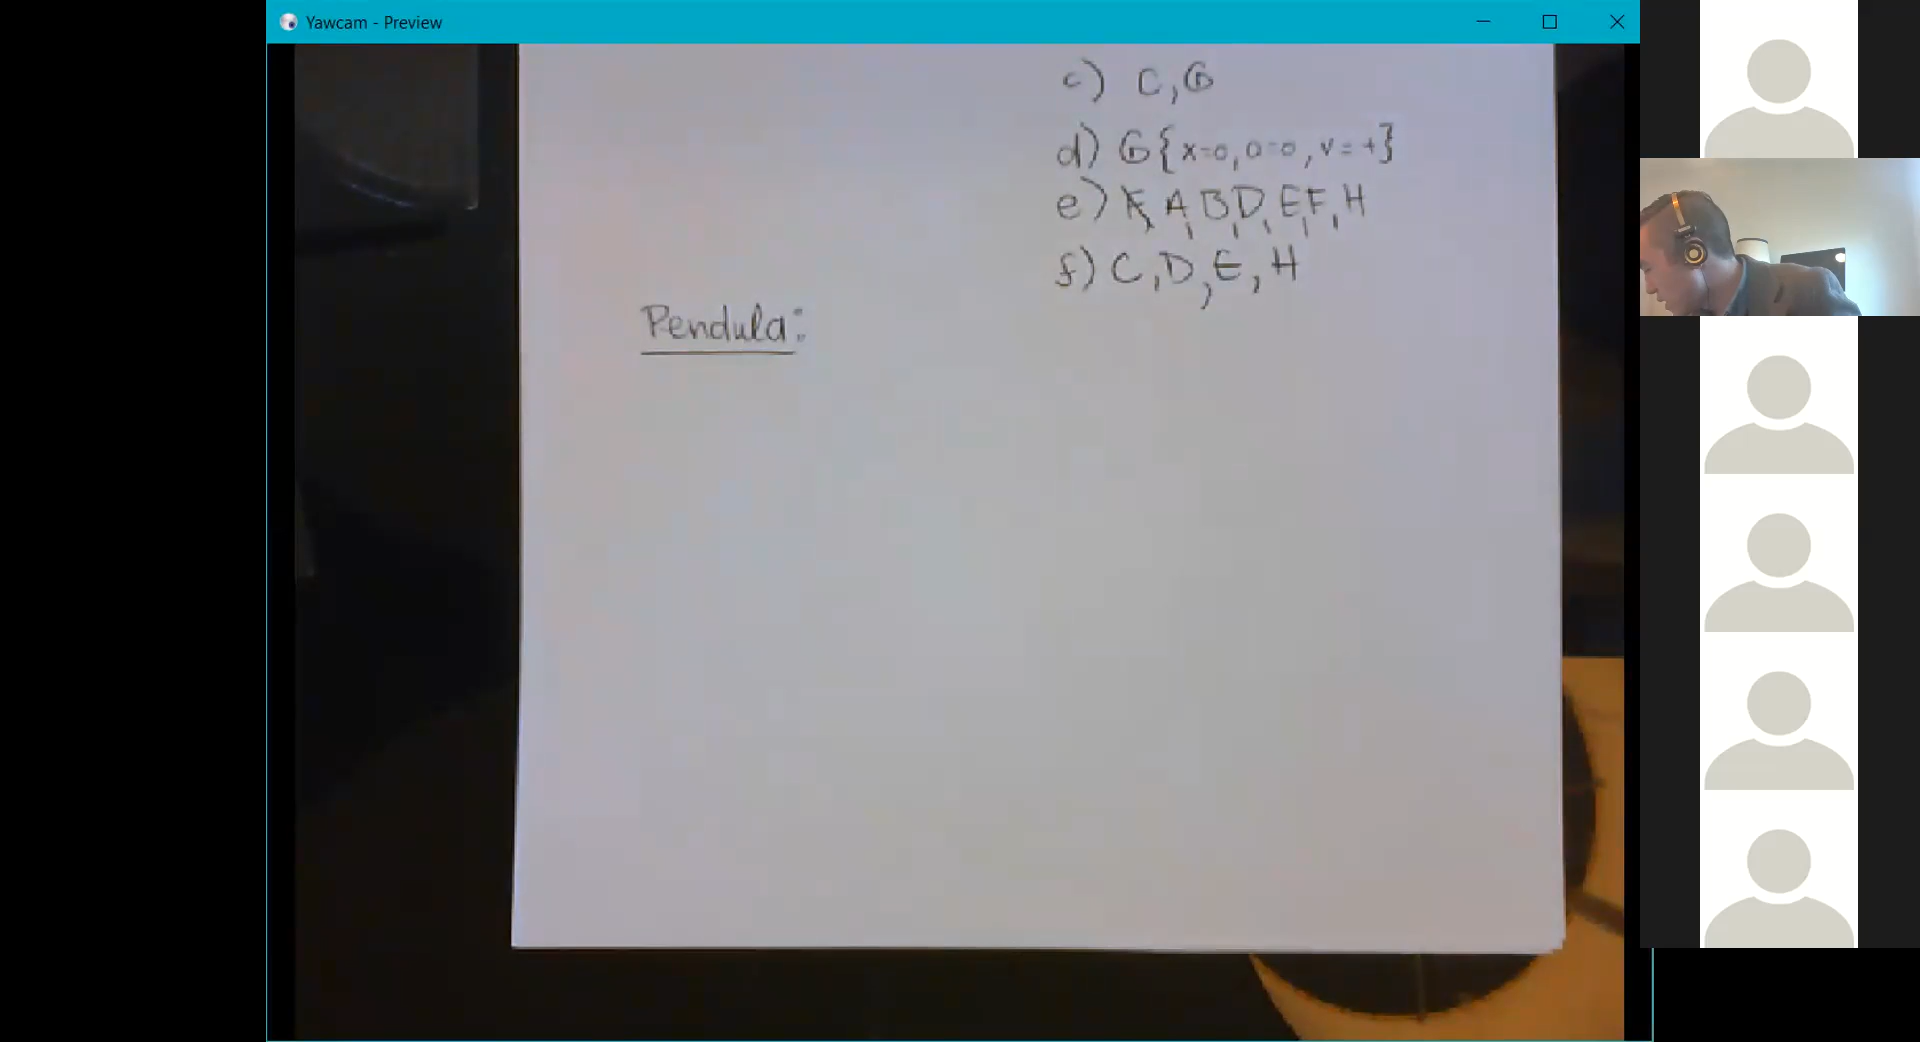 Yawcam - Preview
c) C, G
d) G {x=0, a=0, v=+}
e) A, B, D, E, F, H
f) C, D, E, H
Pendula: